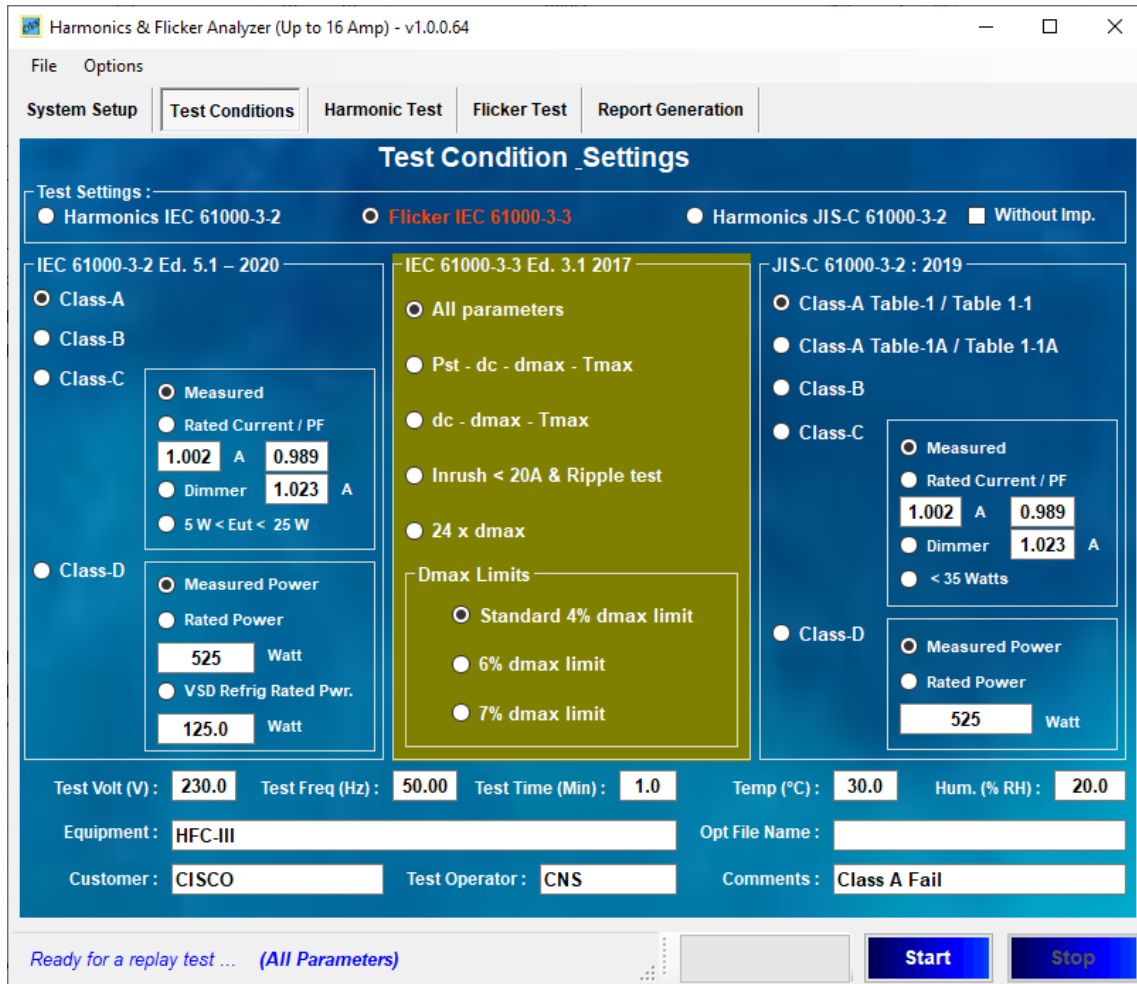 Harmonics & Flicker Analyzer (Up to 16 Amp) - v1.0.0.64
File Options
System Setup Test Conditions Harmonic Test Flicker Test Report Generation
Test Condition _Settings
Test Settings :
Harmonics IEC 61000-3-2 Flicker IEC 61000-3-3 Harmonics JIS-C 61000-3-2 Without Imp.
IEC 61000-3-2 Ed. 5.1 – 2020
Class-A
Class-B
Class-C
Measured
Rated Current / PF
1.002 A 0.989
Dimmer 1.023 A
5 W < Eut < 25 W
Class-D
Measured Power
Rated Power
525 Watt
VSD Refrig Rated Pwr.
125.0 Watt
IEC 61000-3-3 Ed. 3.1 2017
All parameters
Pst - dc - dmax - Tmax
dc - dmax - Tmax
Inrush < 20A & Ripple test
24 x dmax
Dmax Limits
Standard 4% dmax limit
6% dmax limit
7% dmax limit
JIS-C 61000-3-2 : 2019
Class-A Table-1 / Table 1-1
Class-A Table-1A / Table 1-1A
Class-B
Class-C
Measured
Rated Current / PF
1.002 A 0.989
Dimmer 1.023 A
< 35 Watts
Class-D
Measured Power
Rated Power
525 Watt
Test Volt (V) : 230.0 Test Freq (Hz) : 50.00 Test Time (Min) : 1.0 Temp (°C) : 30.0 Hum. (% RH) : 20.0
Equipment : HFC-III Opt File Name :
Customer : CISCO Test Operator : CNS Comments : Class A Fail
Ready for a replay test ... (All Parameters) Start Stop